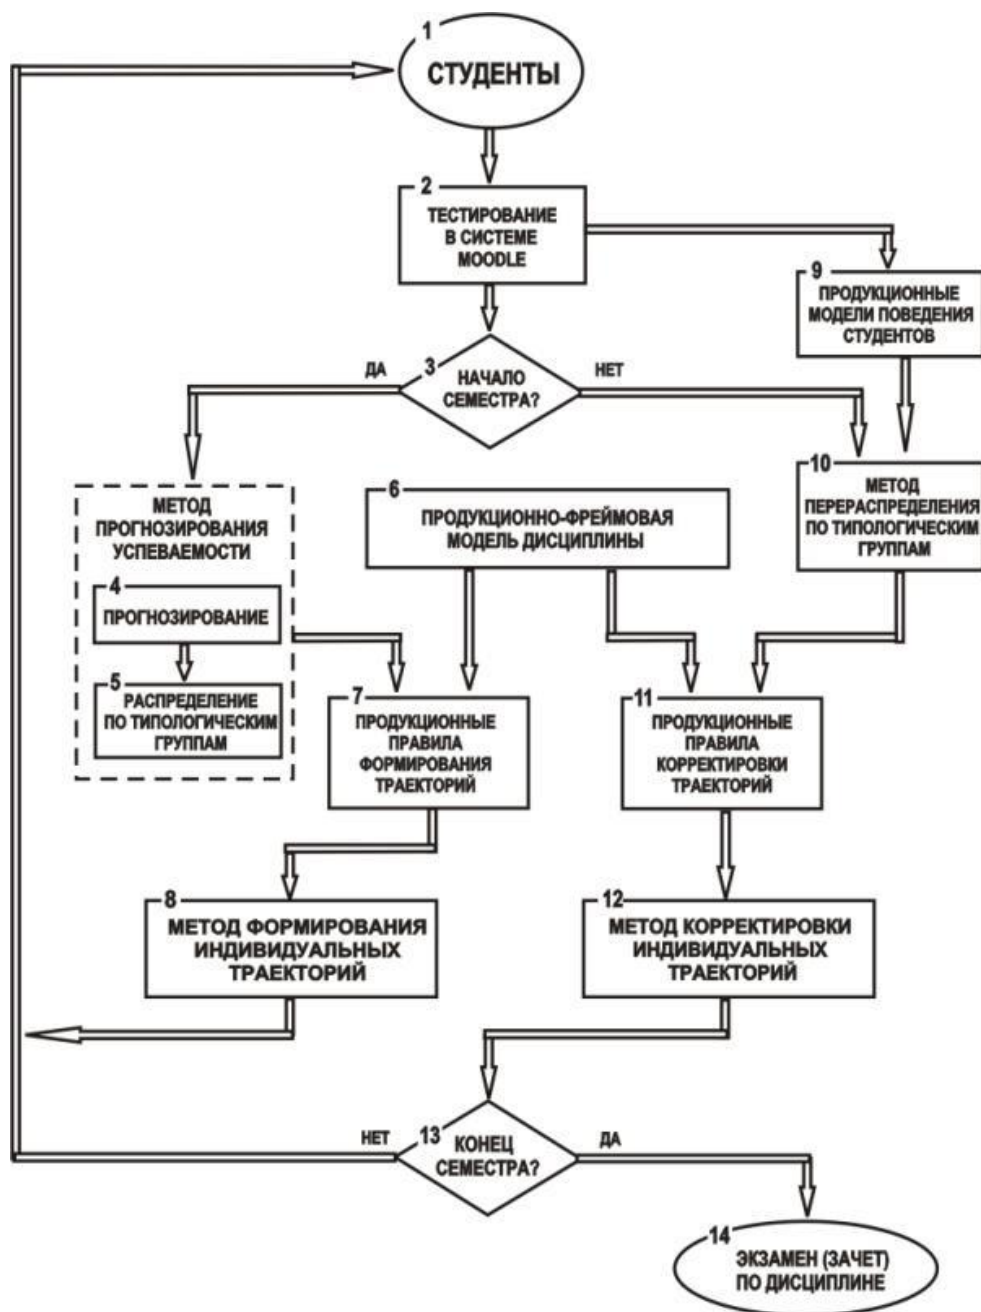 1
СТУДЕНТЫ
2
ТЕСТИРОВАНИЕ
В СИСТЕМЕ
MOODLE
9
ПРОДУКЦИОННЫЕ
МОДЕЛИ ПОВЕДЕНИЯ
СТУДЕНТОВ
3
НАЧАЛО
СЕМЕСТРА?
ДА
НЕТ
МЕТОД
ПРОГНОЗИРОВАНИЯ
УСПЕВАЕМОСТИ
4
ПРОГНОЗИРОВАНИЕ
5
РАСПРЕДЕЛЕНИЕ
ПО ТИПОЛОГИЧЕСКИМ
ГРУППАМ
6
ПРОДУКЦИОННО-ФРЕЙМОВАЯ
МОДЕЛЬ ДИСЦИПЛИНЫ
10
МЕТОД
ПЕРЕРАСПРЕДЕЛЕНИЯ
ПО ТИПОЛОГИЧЕСКИМ
ГРУППАМ
7
ПРОДУКЦИОННЫЕ
ПРАВИЛА
ФОРМИРОВАНИЯ
ТРАЕКТОРИЙ
11
ПРОДУКЦИОННЫЕ
ПРАВИЛА
КОРРЕКТИРОВКИ
ТРАЕКТОРИЙ
8
МЕТОД ФОРМИРОВАНИЯ
ИНДИВИДУАЛЬНЫХ
ТРАЕКТОРИЙ
12
МЕТОД КОРРЕКТИРОВКИ
ИНДИВИДУАЛЬНЫХ
ТРАЕКТОРИЙ
13
КОНЕЦ
СЕМЕСТРА?
НЕТ
ДА
14
ЭКЗАМЕН (ЗАЧЕТ)
ПО ДИСЦИПЛИНЕ